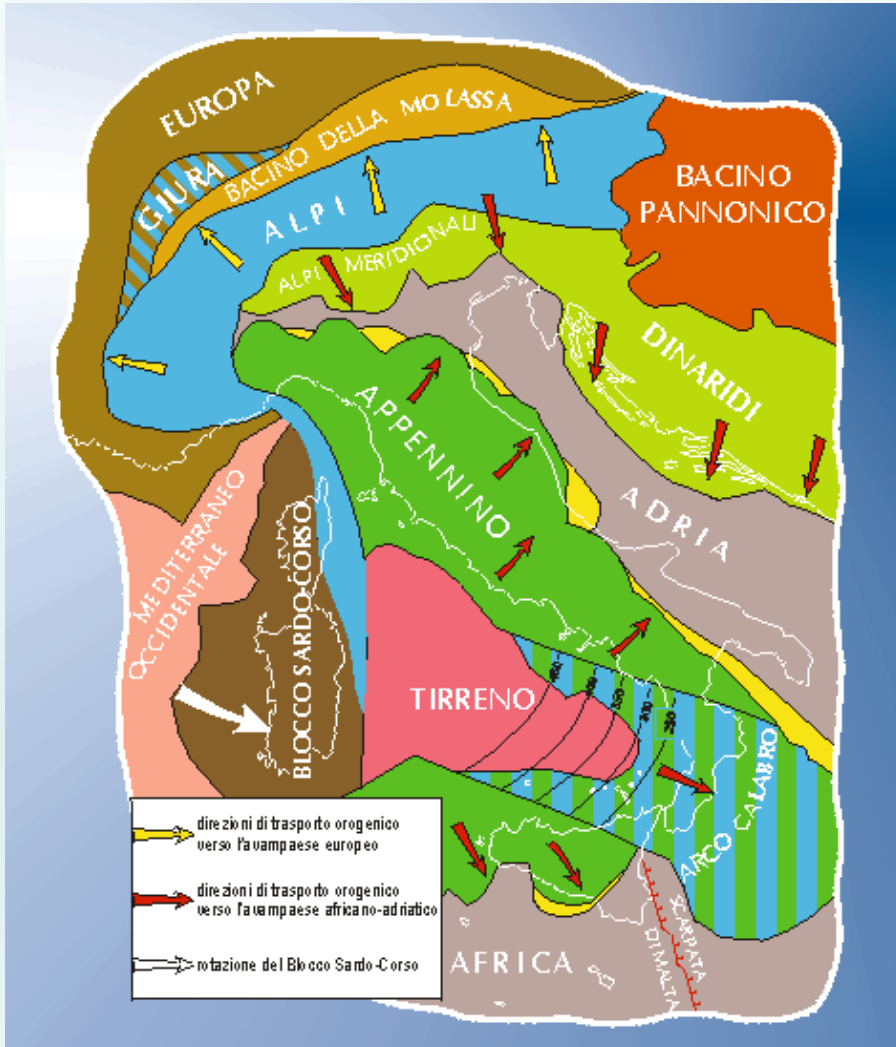 EUROPA
BACINO DELLA MOLASSA
GIURA
ALPI
BACINO
PANNONICO
ALPI MERIDIONALI
DINARIDI
APPENNINO
ADRIA
MEDITERRANEO
OCCIDENTALE
BLOCCO SARDO-CORSO
TIRRENO
ARCO CALABRO
SCARPATA
DI MALTA
AFRICA
direzioni di trasporto orogenico
verso l'avampaese europeo
direzioni di trasporto orogenico
verso l'avampaese africano-adriatico
rotazione del Blocco Sardo-Corso